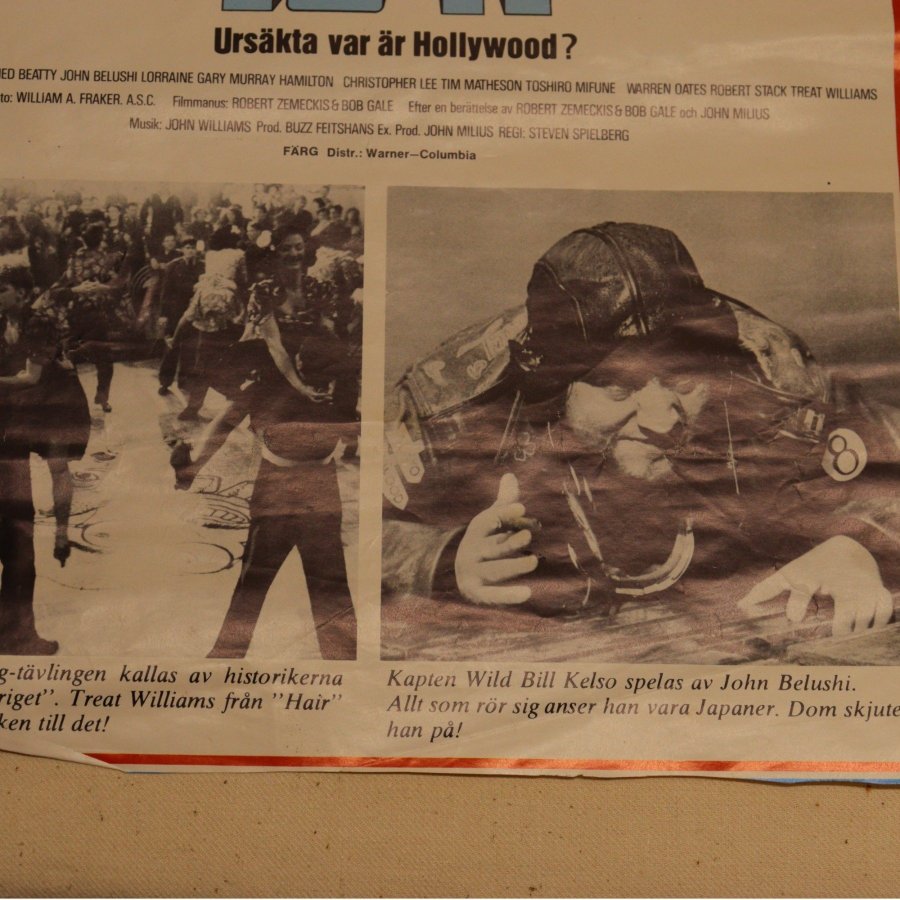 Ursäkta var är Hollywood?
NED BEATTY JOHN BELUSHI LORRAINE GARY MURRAY HAMILTON CHRISTOPHER LEE TIM MATHESON TOSHIRO MIFUNE WARREN OATES ROBERT STACK TREAT WILLIAMS
WILLIAM A. FRAKER. A.S.C. Filmmanus: ROBERT ZEMECKIS & BOB GALE Efter en berättelse av ROBERT ZEMECKIS & BOB GALE och JOHN MILIUS
Musik: JOHN WILLIAMS Prod. BUZZ FEITSHANS Ex. Prod. JOHN MILIUS REGI: STEVEN SPIELBERG
FÄRG Distr.: Warner–Columbia
8
g-tävlingen kallas av historikerna
riget". Treat Williams från "Hair"
ken till det!
Kapten Wild Bill Kelso spelas av John Belushi.
Allt som rör sig anser han vara Japaner. Dom skjute
han på!